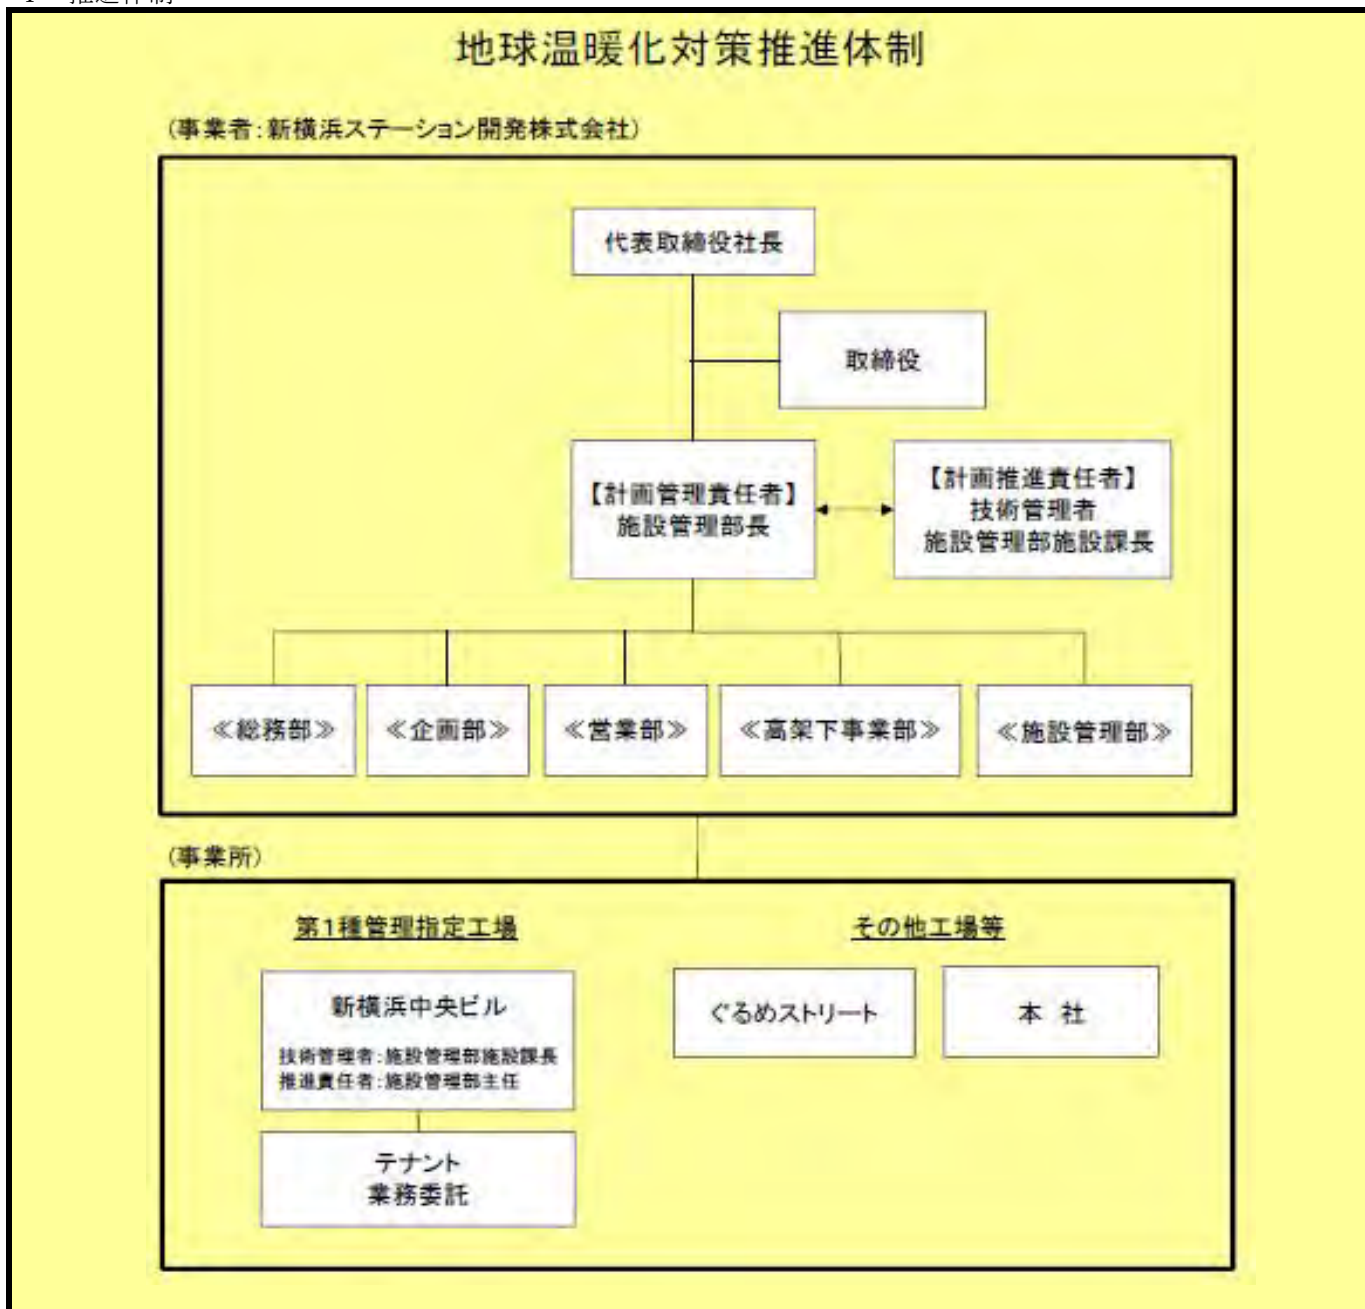 地球温暖化対策推進体制
(事業者:新横浜ステーション開発株式会社)
代表取締役社長
取締役
【計画管理責任者】
施設管理部長
【計画推進責任者】
技術管理者
施設管理部施設課長
≪総務部≫
≪企画部≫
≪営業部≫
≪高架下事業部≫
≪施設管理部≫
(事業所)
第1種管理指定工場
その他工場等
新横浜中央ビル
技術管理者:施設管理部施設課長
推進責任者:施設管理部主任
ぐるめストリート
本 社
テナント
業務委託